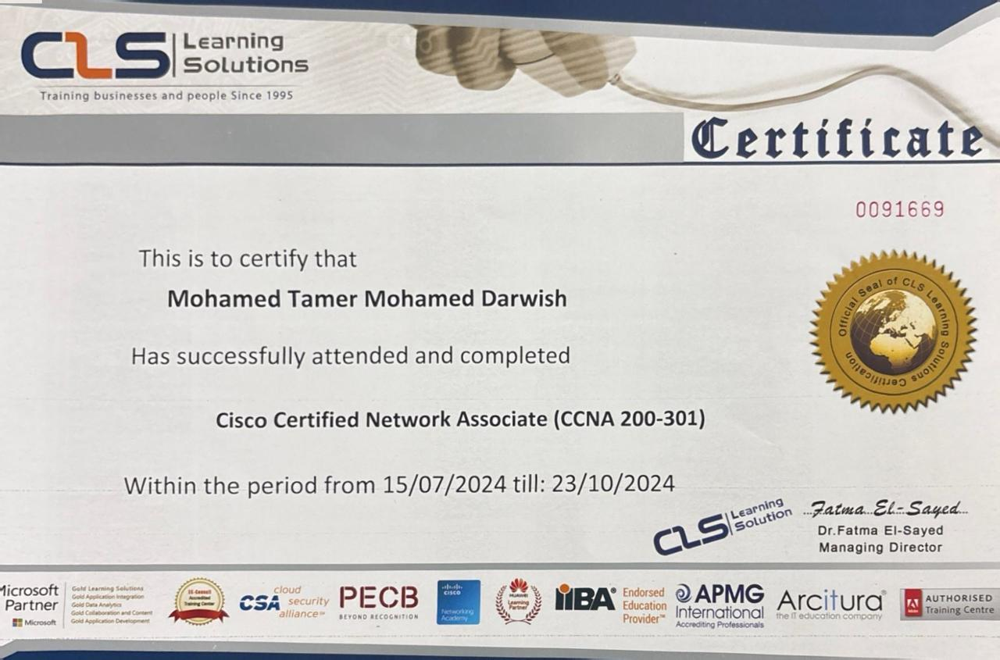 CLS Learning Solutions
Training businesses and people Since 1995
Certificate
0091669
This is to certify that
Mohamed Tamer Mohamed Darwish
Has successfully attended and completed
Cisco Certified Network Associate (CCNA 200-301)
Within the period from 15/07/2024 till: 23/10/2024
Official Seal of CLS Learning Solutions Certification
CLS Learning Solution
Fatma El-Sayed
Dr.Fatma El-Sayed
Managing Director
Microsoft Partner
Microsoft
Gold Learning Solutions
Gold Application Integration
Gold Data Analytics
Gold Collaboration and Content
Gold Application Development
EC-Council
Accredited
Training Center
CSA cloud security alliance℠
PECB
BEYOND RECOGNITION
CISCO
Networking
Academy
HUAWEI
Learning
Partner
IIBA®
Endorsed
Education
Provider™
APMG
International
Accrediting Professionals
Arcitura®
the IT education company
Adobe
AUTHORISED
Training Centre